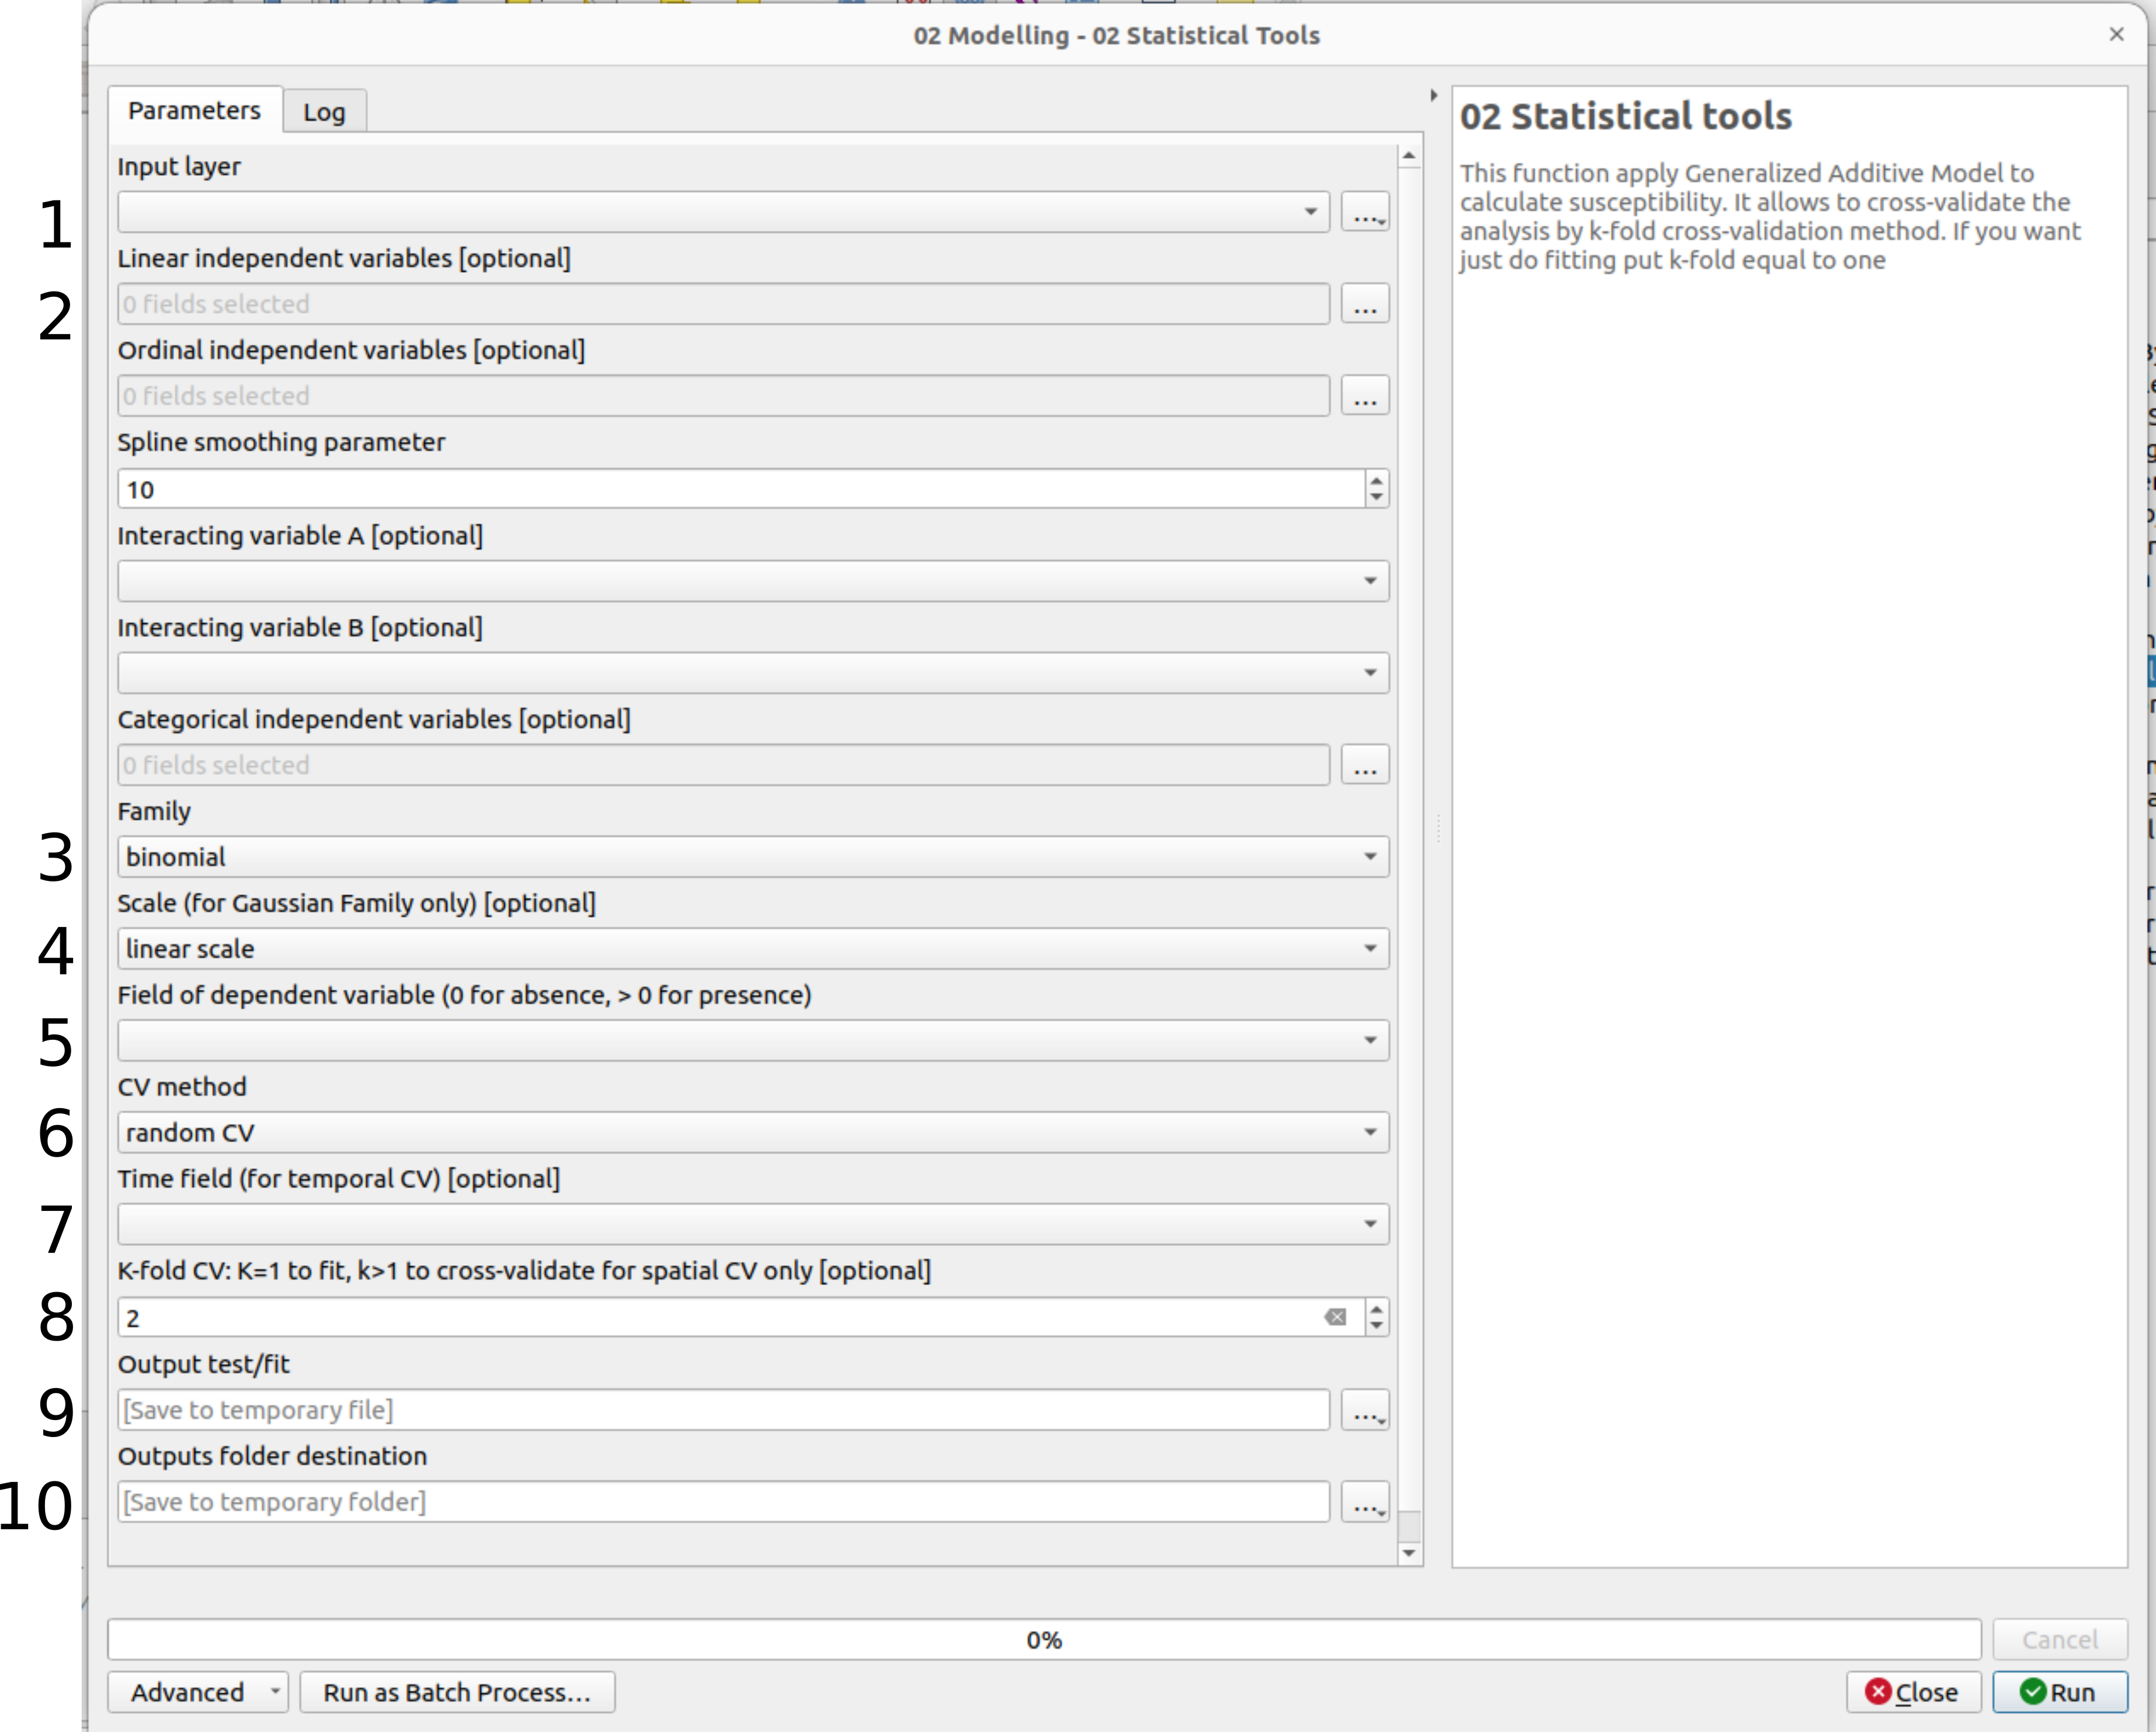 02 Modelling - 02 Statistical Tools
Parameters
Log
Input layer
1
Linear independent variables [optional]
2
0 fields selected
...
Ordinal independent variables [optional]
0 fields selected
...
Spline smoothing parameter
10
Interacting variable A [optional]
Interacting variable B [optional]
Categorical independent variables [optional]
0 fields selected
...
Family
3
binomial
Scale (for Gaussian Family only) [optional]
4
linear scale
Field of dependent variable (0 for absence, > 0 for presence)
5
CV method
6
random CV
Time field (for temporal CV) [optional]
7
K-fold CV: K=1 to fit, k>1 to cross-validate for spatial CV only [optional]
8
2
Output test/fit
9
[Save to temporary file]
...
Outputs folder destination
10
[Save to temporary folder]
...
02 Statistical tools
This function apply Generalized Additive Model to
calculate susceptibility. It allows to cross-validate the
analysis by k-fold cross-validation method. If you want
just do fitting put k-fold equal to one
0%
Cancel
Advanced
Run as Batch Process...
Close
Run